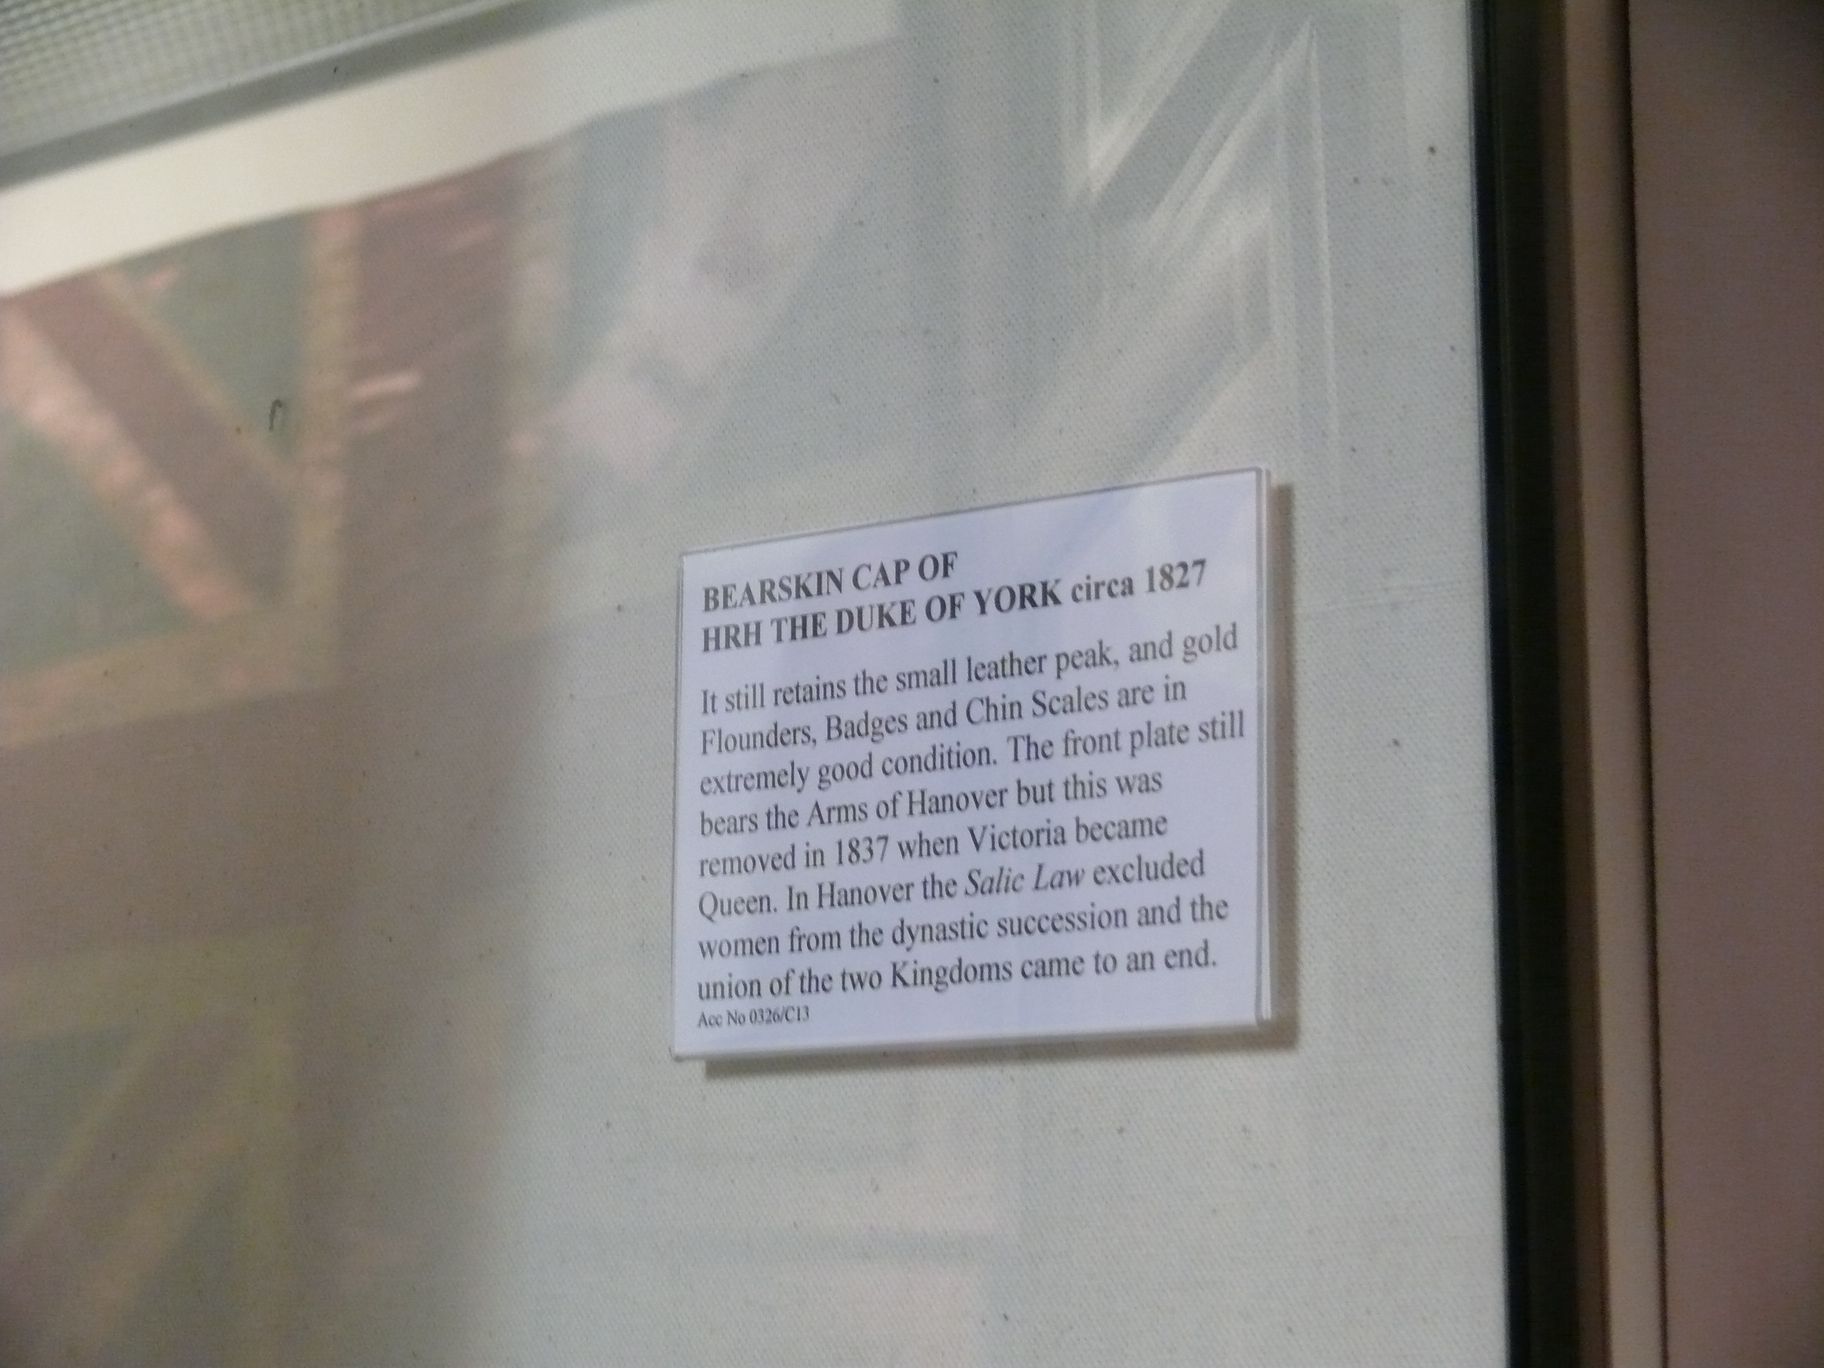 BEARSKIN CAP OF
HRH THE DUKE OF YORK circa 1827
It still retains the small leather peak, and gold
Flounders, Badges and Chin Scales are in
extremely good condition. The front plate still
bears the Arms of Hanover but this was
removed in 1837 when Victoria became
Queen. In Hanover the Salic Law excluded
women from the dynastic succession and the
union of the two Kingdoms came to an end.
Acc No 0326/C13